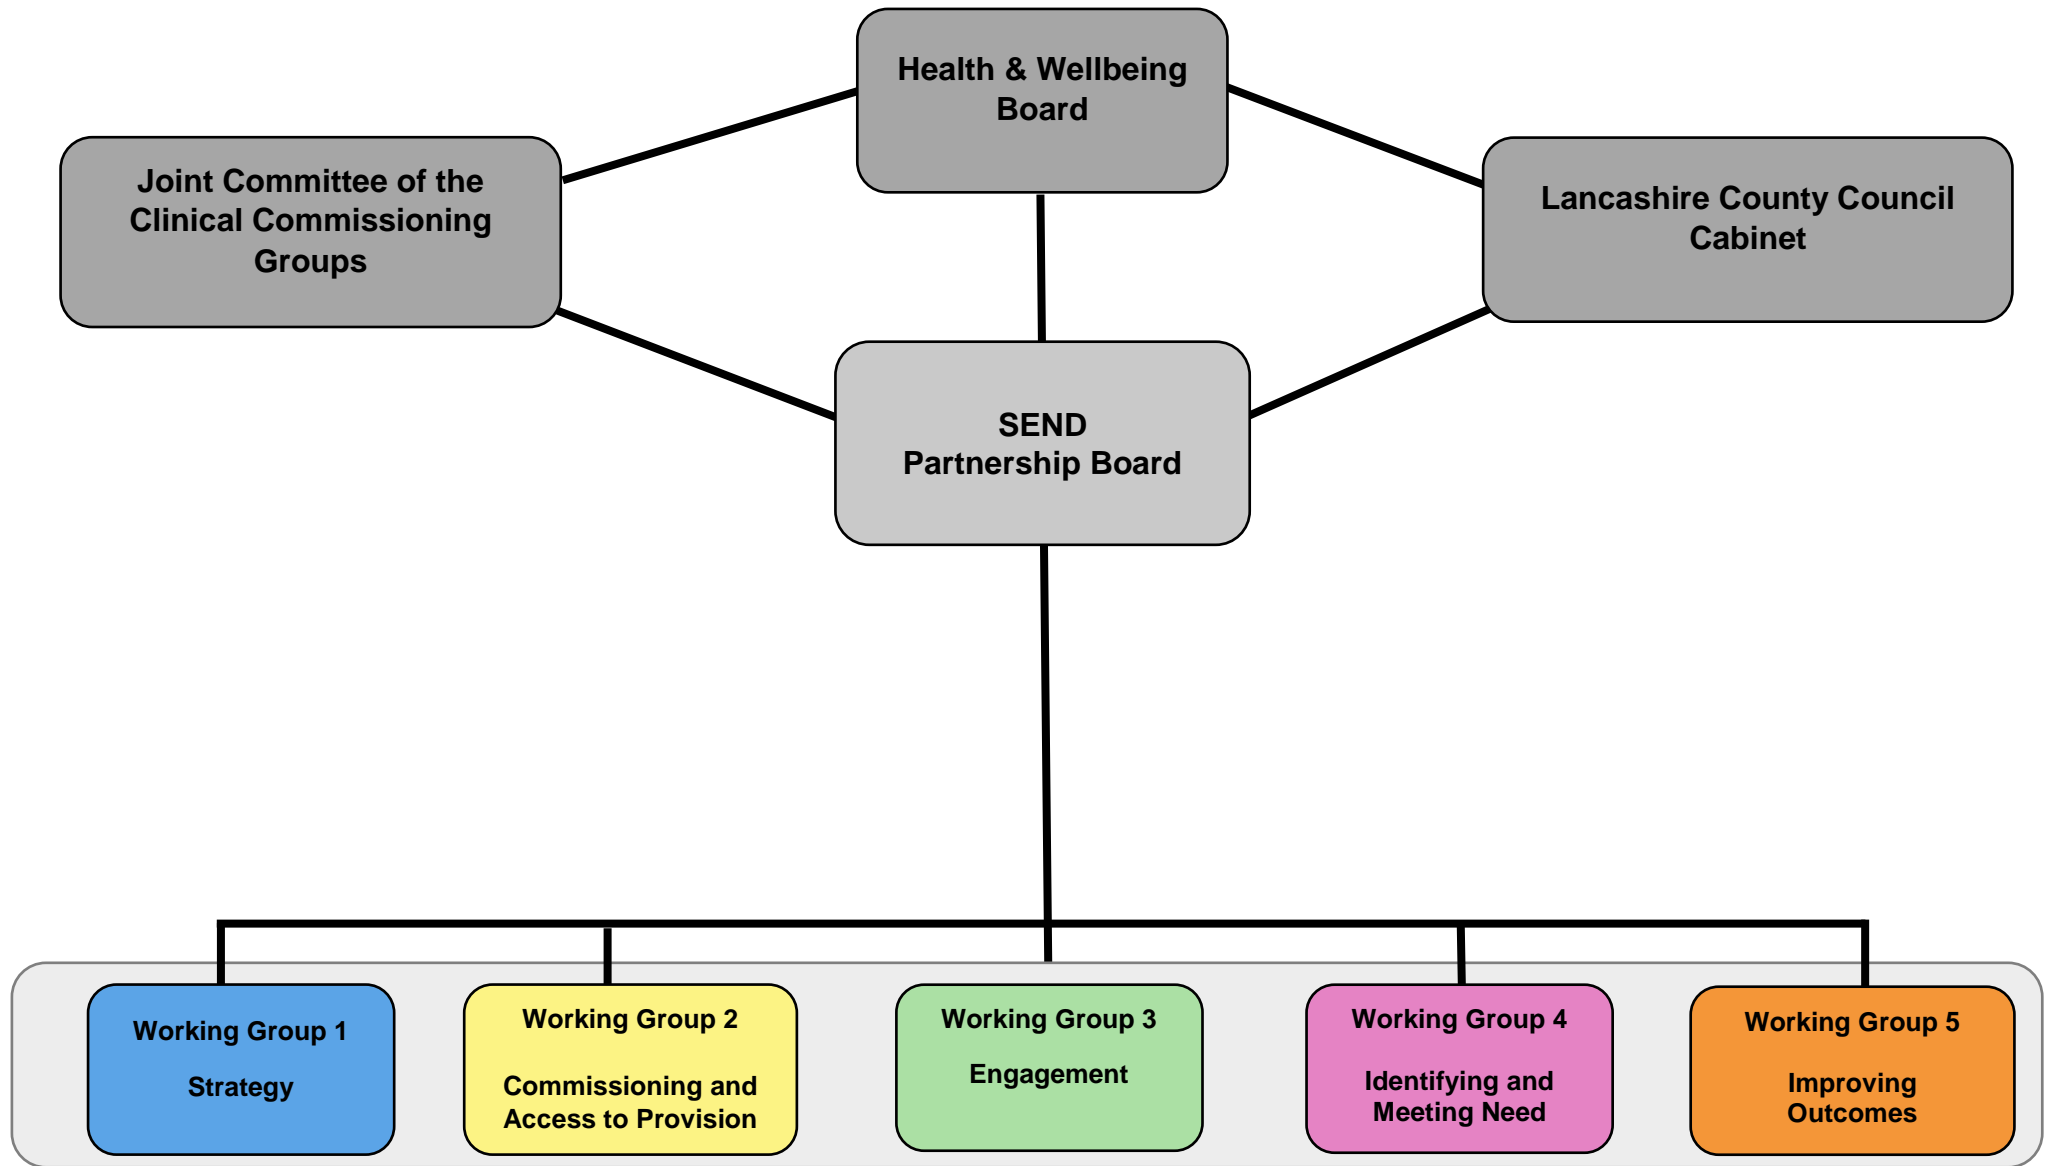 Health & Wellbeing
Board
Joint Committee of the
Clinical Commissioning
Groups
Lancashire County Council
Cabinet
SEND
Partnership Board
Working Group 1
Strategy
Working Group 2
Commissioning and
Access to Provision
Working Group 3
Engagement
Working Group 4
Identifying and
Meeting Need
Working Group 5
Improving
Outcomes